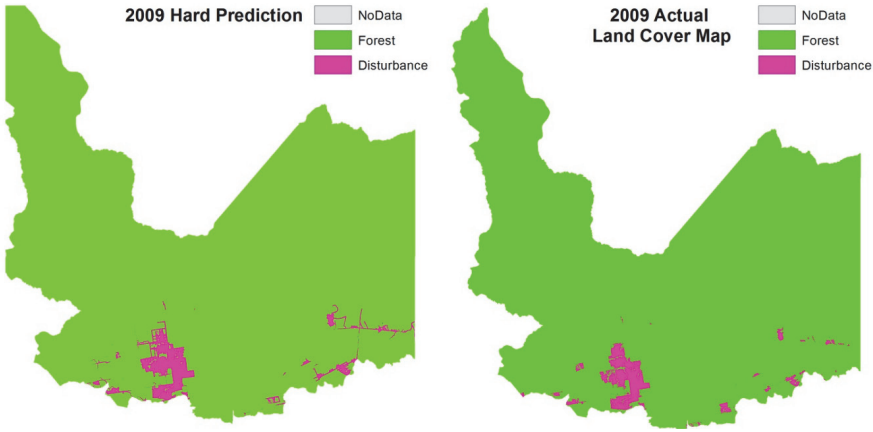 2009 Hard Prediction
NoData
Forest
Disturbance
2009 Actual
Land Cover Map
NoData
Forest
Disturbance